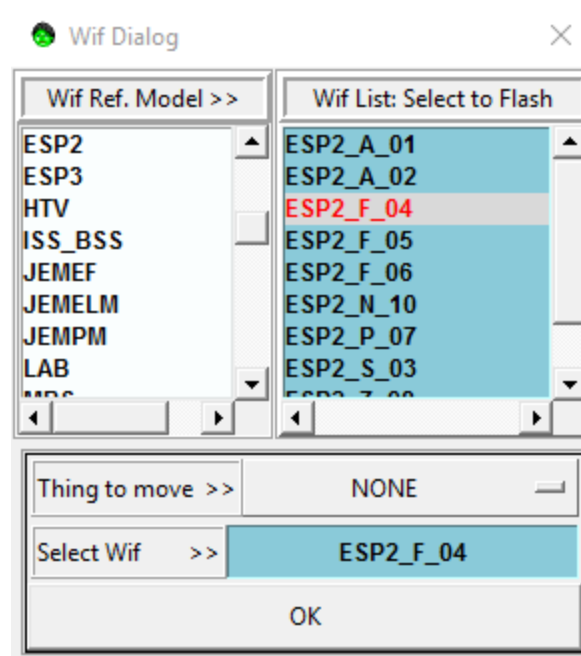 Wif Dialog
Wif Ref. Model >>
Wif List: Select to Flash
ESP2
ESP3
HTV
ISS_BSS
JEMEF
JEMELM
JEMPM
LAB
ESP2_A_01
ESP2_A_02
ESP2_F_04
ESP2_F_05
ESP2_F_06
ESP2_N_10
ESP2_P_07
ESP2_S_03
Thing to move >> NONE
Select Wif >> ESP2_F_04
OK